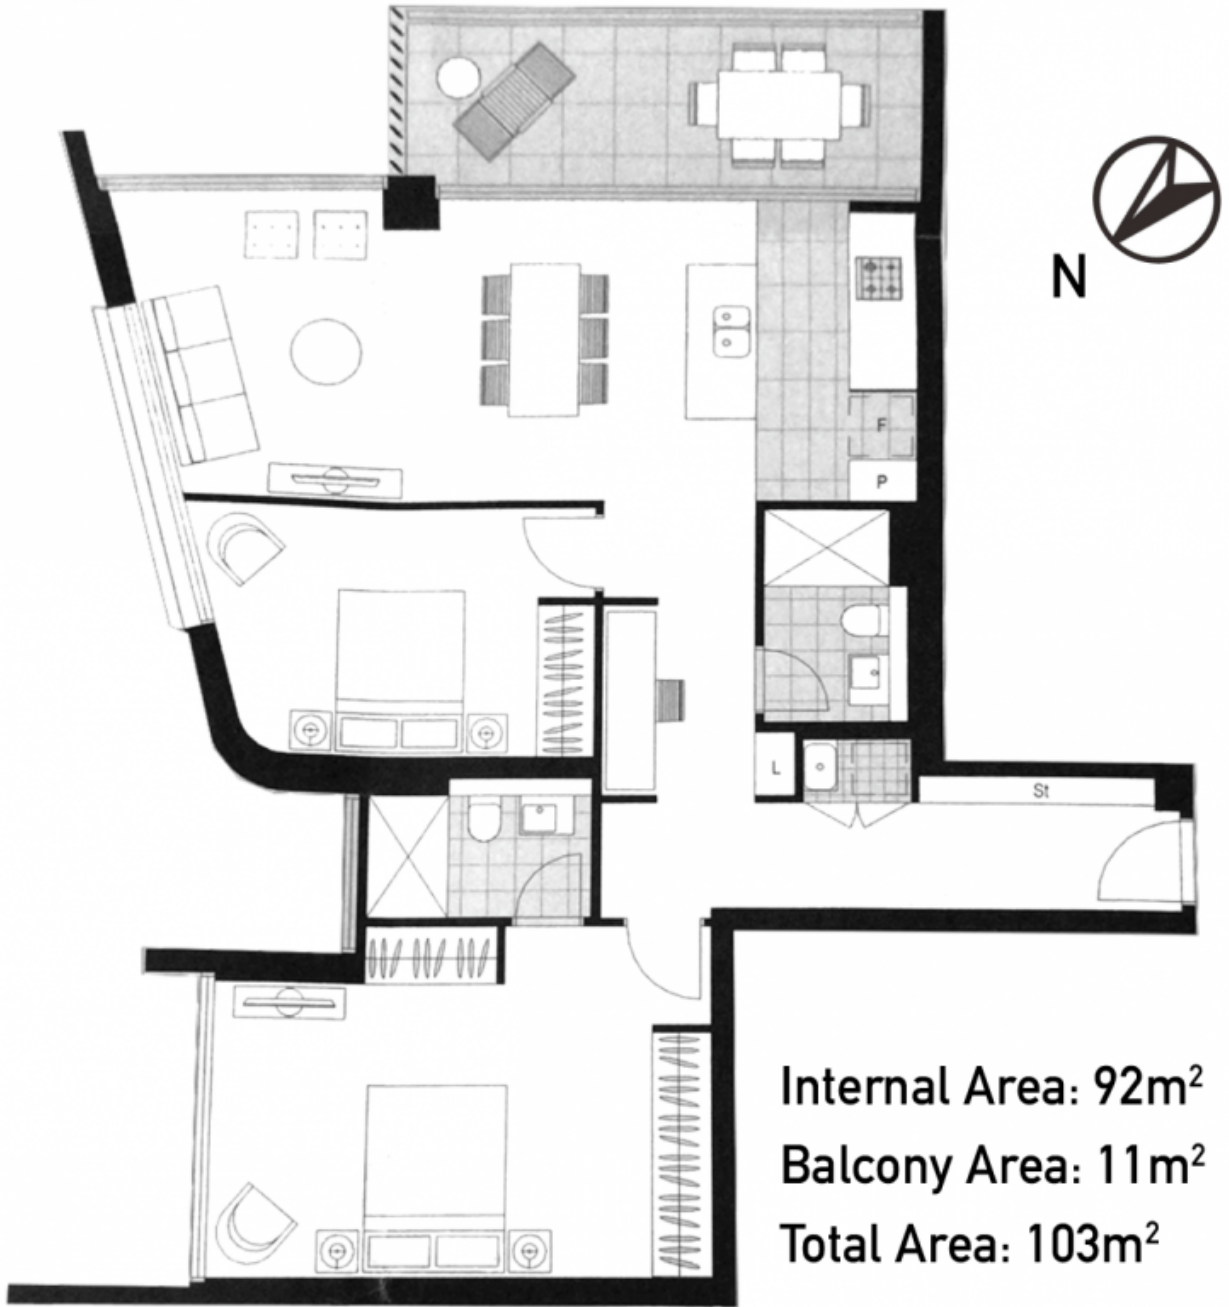 N
F
P
L
St
Internal Area: 92m²
Balcony Area: 11m²
Total Area: 103m²